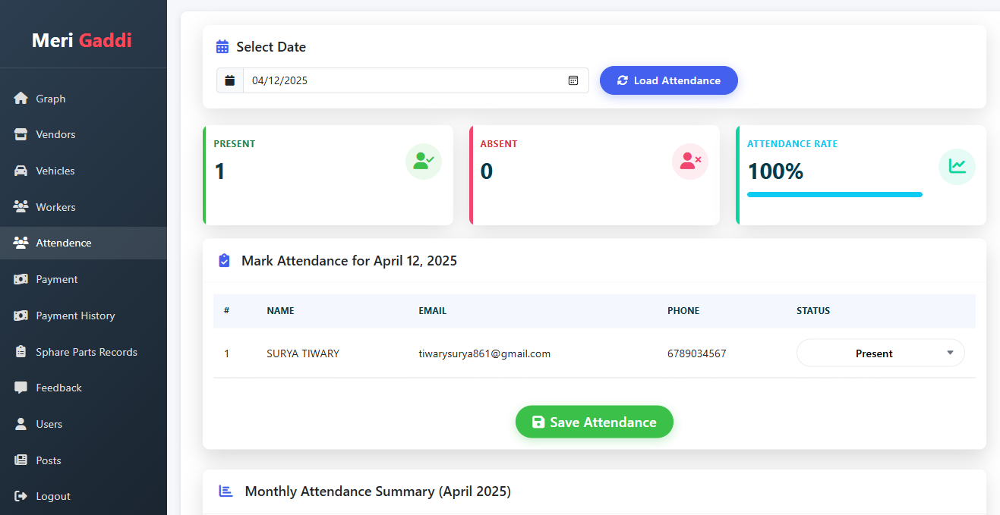 Meri Gaddi
Graph
Vendors
Vehicles
Workers
Attendence
Payment
Payment History
Sphare Parts Records
Feedback
Users
Posts
Logout
Select Date
04/12/2025
Load Attendance
PRESENT
1
ABSENT
0
ATTENDANCE RATE
100%
Mark Attendance for April 12, 2025
# NAME EMAIL PHONE STATUS
1 SURYA TIWARY tiwarysurya861@gmail.com 6789034567 Present
Save Attendance
Monthly Attendance Summary (April 2025)